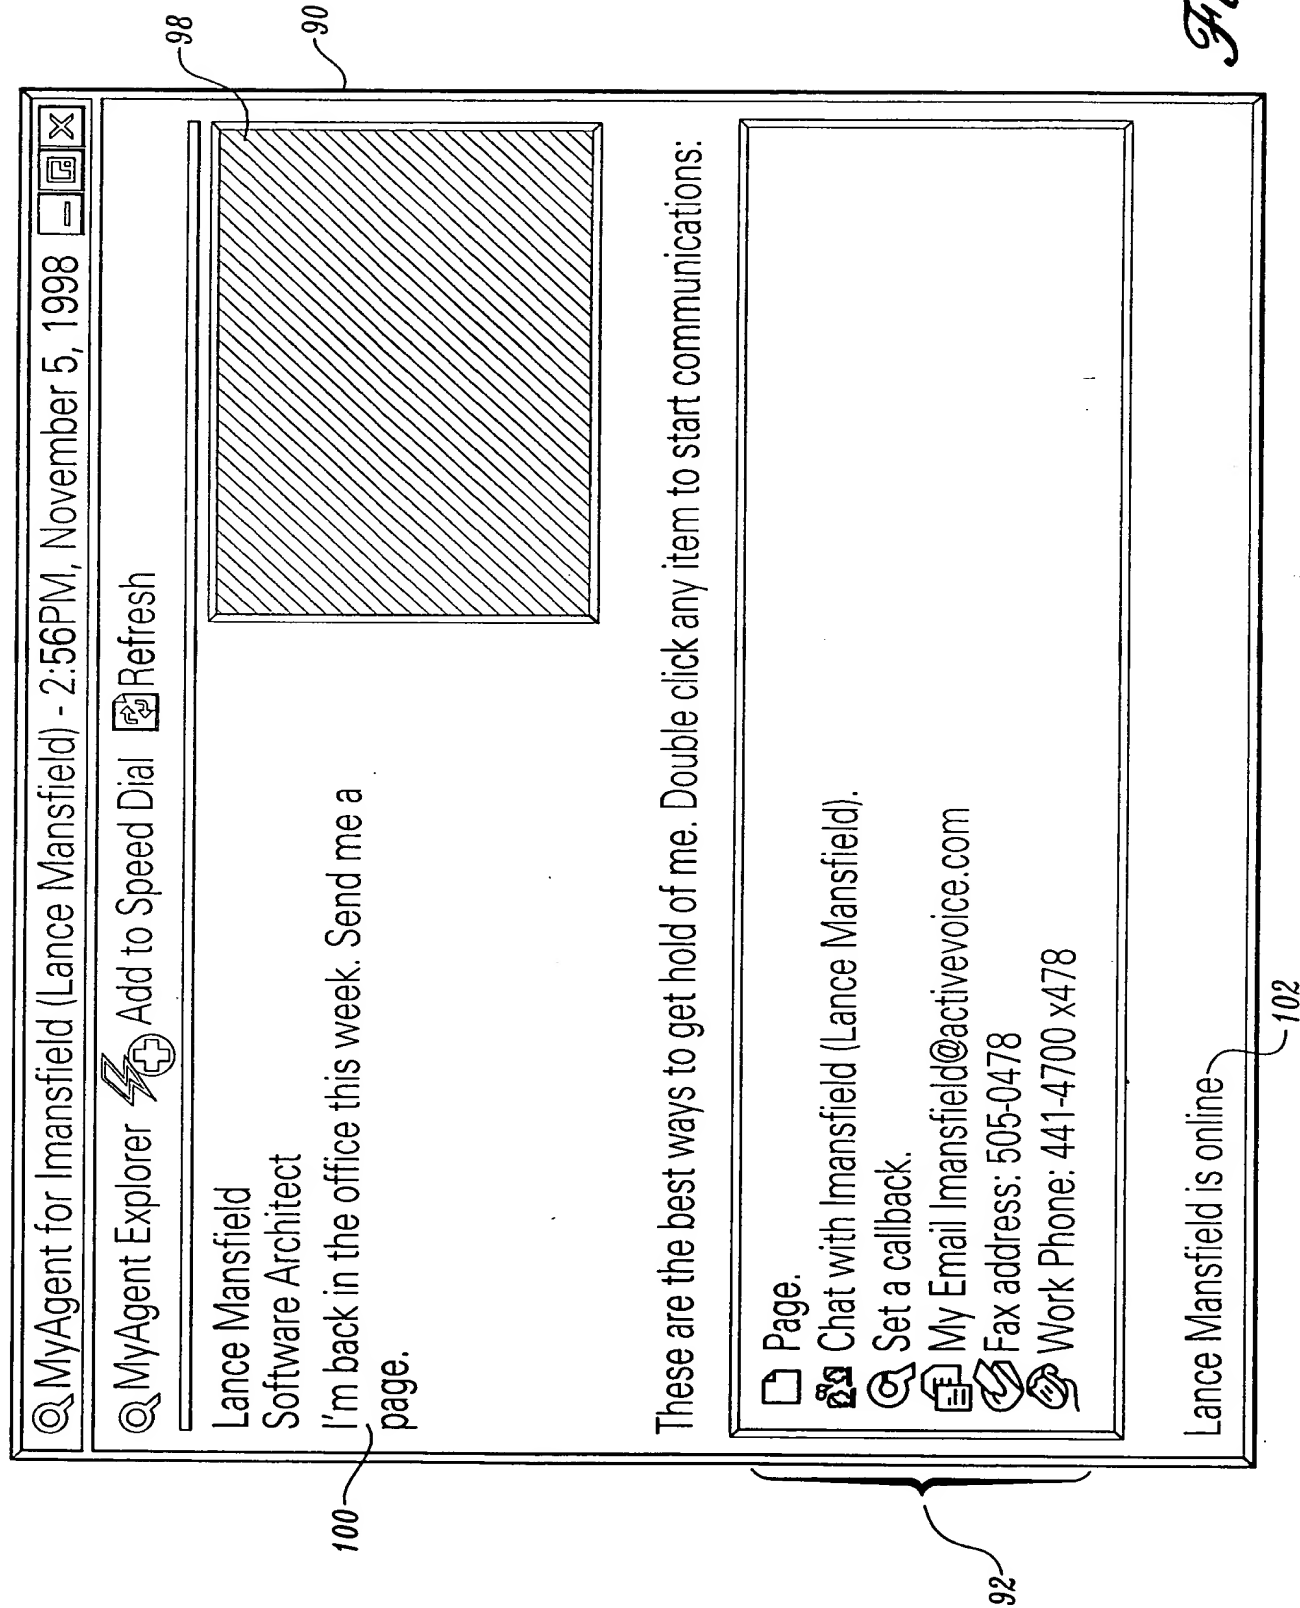 98
90
MyAgent for lmansfield (Lance Mansfield) - 2:56PM, November 5, 1998
MyAgent Explorer Add to Speed Dial Refresh
Lance Mansfield
Software Architect
I'm back in the office this week. Send me a
page.
100
These are the best ways to get hold of me. Double click any item to start communications:
Page.
Chat with lmansfield (Lance Mansfield).
Set a callback.
My Email lmansfield@activevoice.com
Fax address: 505-0478
Work Phone: 441-4700 x478
92
Lance Mansfield is online
102